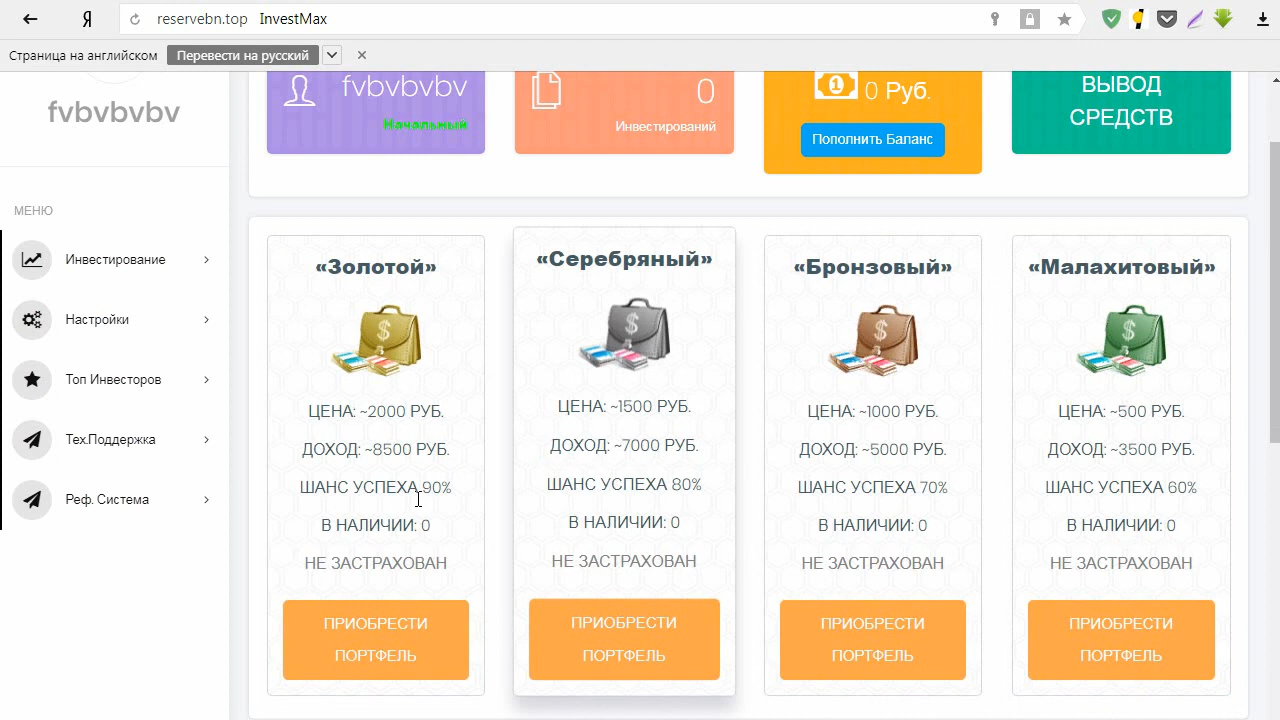 reservebn.top InvestMax
Страница на английском Перевести на русский
fvbvbvbv
МЕНЮ
Инвестирование
Настройки
Топ Инвесторов
Тех.Поддержка
Реф. Система
fvbvbvbv
Начальный
0
Инвестирований
0 Руб.
Пополнить Баланс
ВЫВОД
СРЕДСТВ
«Золотой»
ЦЕНА: ~2000 РУБ.
ДОХОД: ~8500 РУБ.
ШАНС УСПЕХА 90%
В НАЛИЧИИ: 0
НЕ ЗАСТРАХОВАН
ПРИОБРЕСТИ
ПОРТФЕЛЬ
«Серебряный»
ЦЕНА: ~1500 РУБ.
ДОХОД: ~7000 РУБ.
ШАНС УСПЕХА 80%
В НАЛИЧИИ: 0
НЕ ЗАСТРАХОВАН
ПРИОБРЕСТИ
ПОРТФЕЛЬ
«Бронзовый»
ЦЕНА: ~1000 РУБ.
ДОХОД: ~5000 РУБ.
ШАНС УСПЕХА 70%
В НАЛИЧИИ: 0
НЕ ЗАСТРАХОВАН
ПРИОБРЕСТИ
ПОРТФЕЛЬ
«Малахитовый»
ЦЕНА: ~500 РУБ.
ДОХОД: ~3500 РУБ.
ШАНС УСПЕХА 60%
В НАЛИЧИИ: 0
НЕ ЗАСТРАХОВАН
ПРИОБРЕСТИ
ПОРТФЕЛЬ